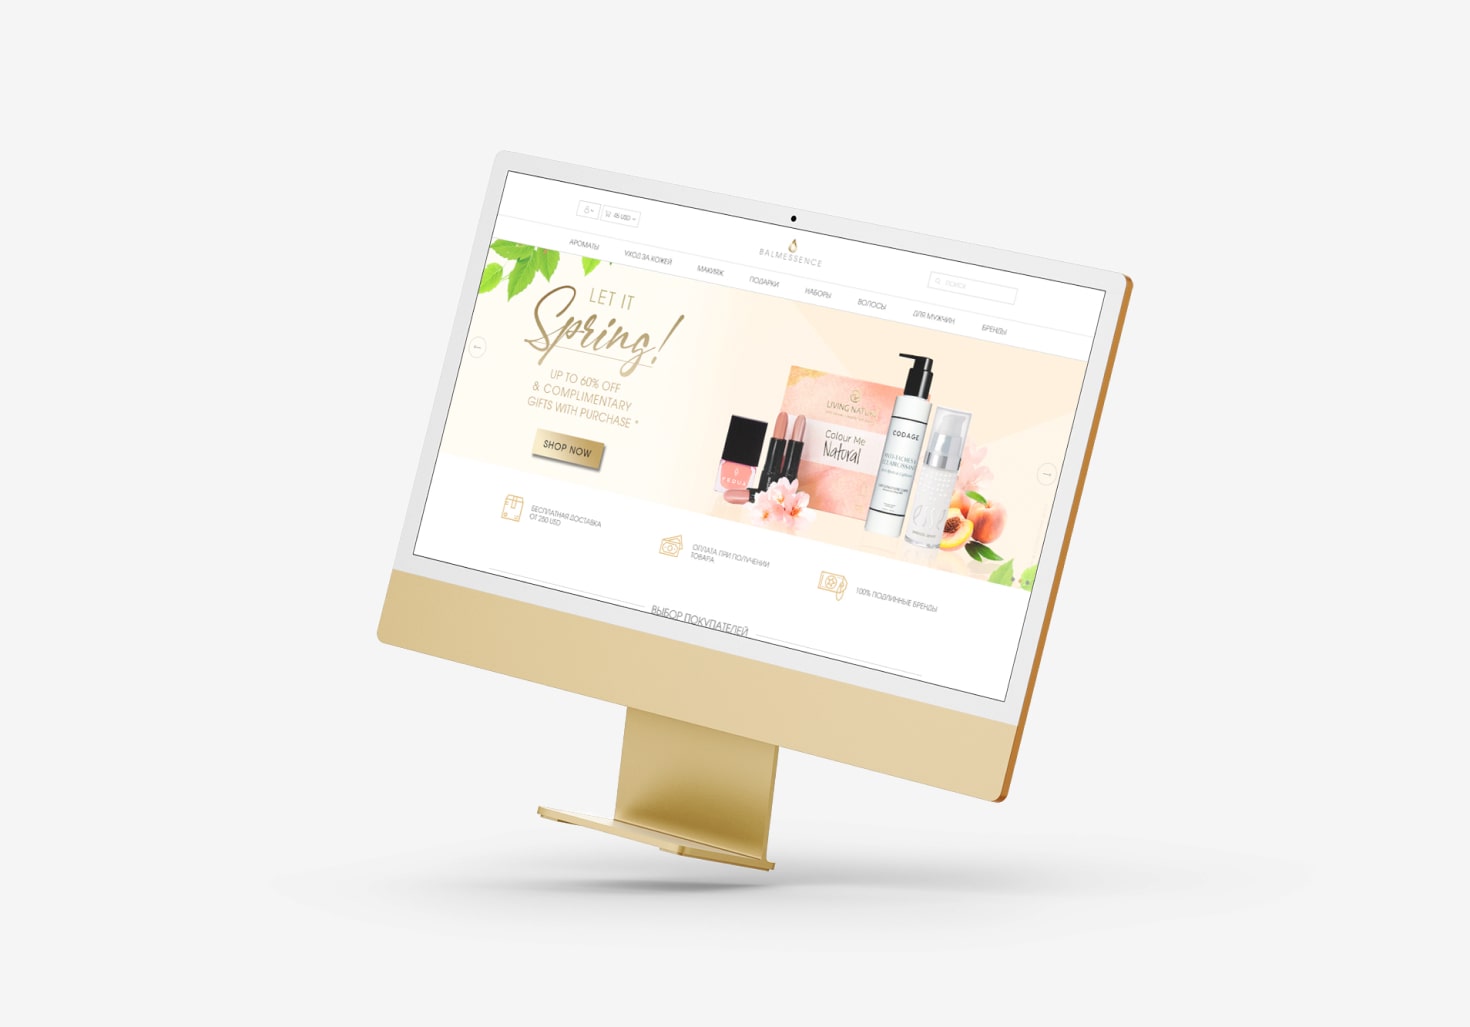 BALMESSENCE
ПОИСК
АРОМАТЫ
УХОД ЗА КОЖЕЙ
МАКИЯЖ
ПОДАРКИ
НАБОРЫ
ВОЛОСЫ
ДЛЯ МУЖЧИН
БРЕНДЫ
LET IT
Spring!
UP TO 60% OFF
& COMPLIMENTARY
GIFTS WITH PURCHASE *
SHOP NOW
LIVING NATURE
Colour Me
Natural
CODAGE
БЕСПЛАТНАЯ ДОСТАВКА
ОТ 250 USD
ОПЛАТА ПРИ ПОЛУЧЕНИИ
ТОВАРА
100% ПОДЛИННЫЕ БРЕНДЫ
ВЫБОР ПОКУПАТЕЛЕЙ